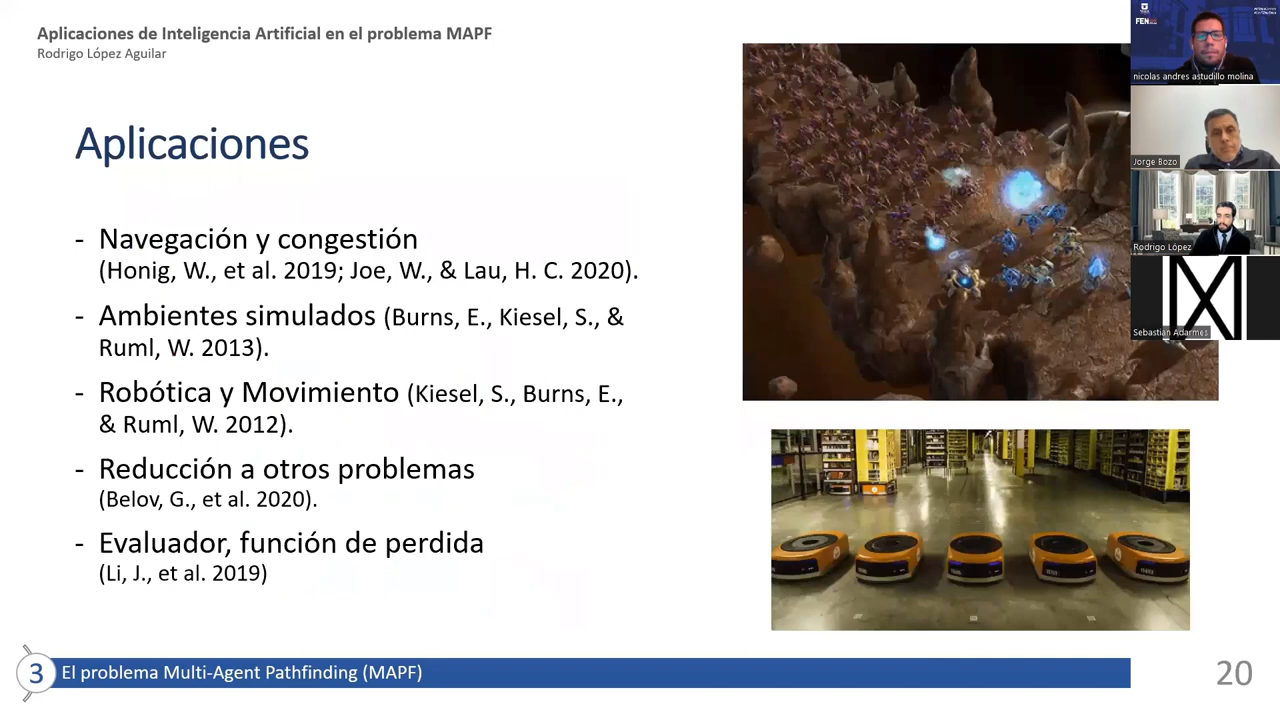 Aplicaciones de Inteligencia Artificial en el problema MAPF
Rodrigo López Aguilar
Aplicaciones
- Navegación y congestión
(Honig, W., et al. 2019; Joe, W., & Lau, H. C. 2020).
- Ambientes simulados (Burns, E., Kiesel, S., &
Ruml, W. 2013).
- Robótica y Movimiento (Kiesel, S., Burns, E.,
& Ruml, W. 2012).
- Reducción a otros problemas
(Belov, G., et al. 2020).
- Evaluador, función de perdida
(Li, J., et al. 2019)
3 El problema Multi-Agent Pathfinding (MAPF)
20
FEN
nicolas andres astudillo molina
Jorge Bozo
Rodrigo López
Sebastián Adarmes